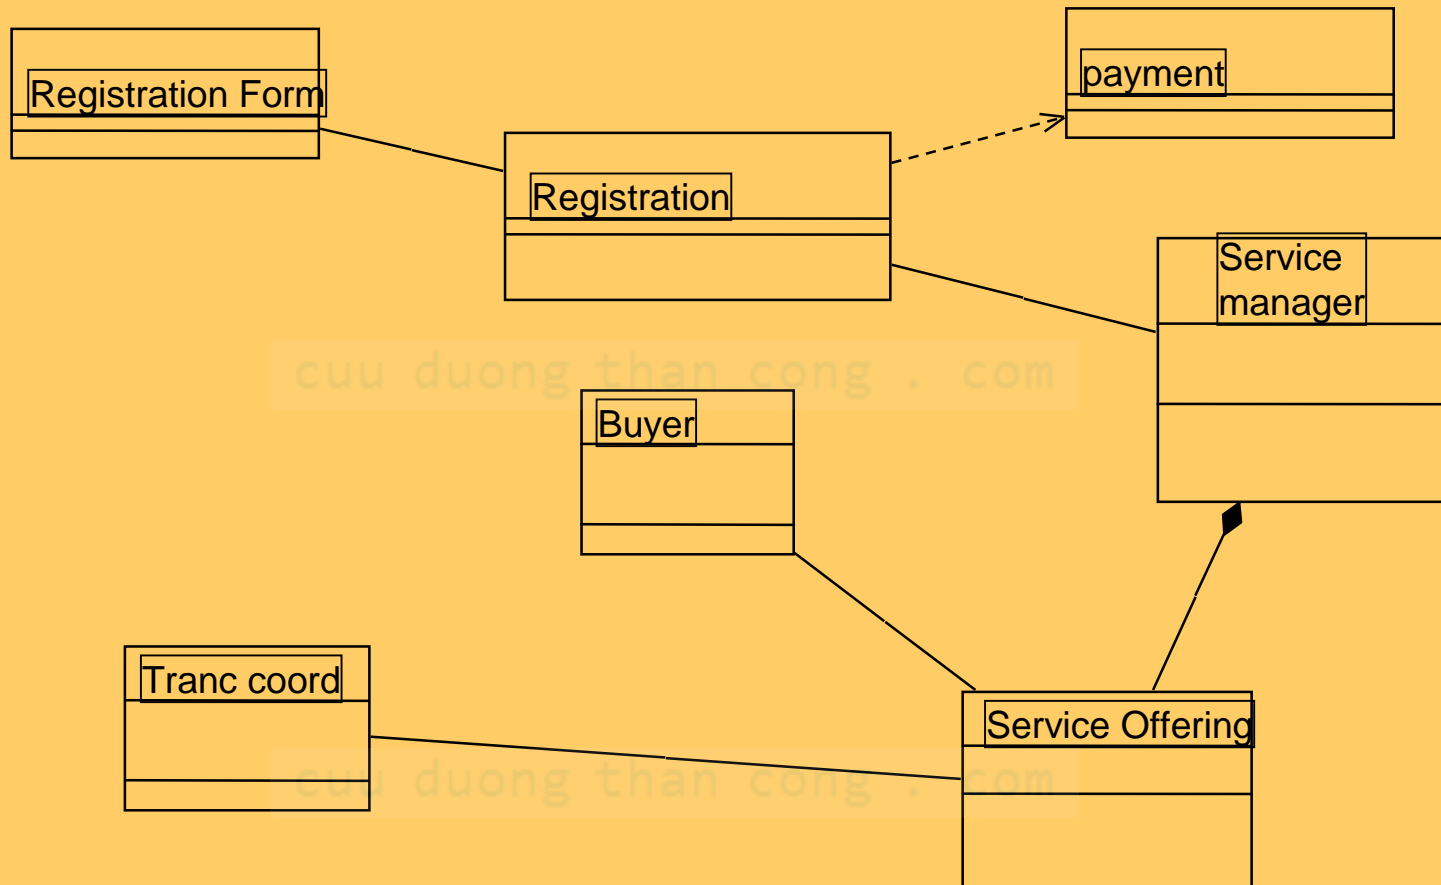 payment
Registration Form
Registration
Service
manager
cuu duong than cong . com
Buyer
Tranc coord
Service Offering
cuu duong than cong . com